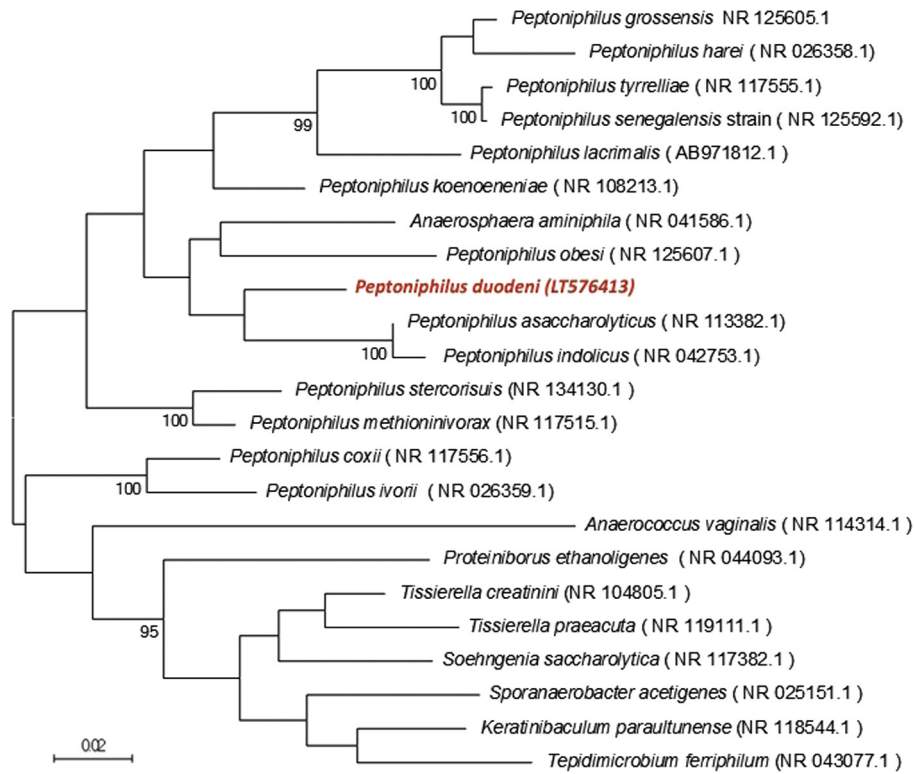 Peptoniphilus grossensis NR 125605.1
Peptoniphilus harei ( NR 026358.1)
100
Peptoniphilus tyrrelliae ( NR 117555.1)
100
Peptoniphilus senegalensis strain ( NR 125592.1)
99
Peptoniphilus lacrimalis ( AB971812.1 )
Peptoniphilus koenoeneniae ( NR 108213.1)
Anaerosphaera aminiphila ( NR 041586.1)
Peptoniphilus obesi ( NR 125607.1 )
Peptoniphilus duodeni (LT576413)
Peptoniphilus asaccharolyticus ( NR 113382.1)
100
Peptoniphilus indolicus ( NR 042753.1)
Peptoniphilus stercorisuis (NR 134130.1 )
100
Peptoniphilus methioninivorax (NR 117515.1)
Peptoniphilus coxii ( NR 117556.1)
100
Peptoniphilus ivorii ( NR 026359.1)
Anaerococcus vaginalis ( NR 114314.1 )
Proteiniborus ethanoligenes ( NR 044093.1)
Tissierella creatinini (NR 104805.1 )
95
Tissierella praeacuta ( NR 119111.1 )
Soehngenia saccharolytica ( NR 117382.1 )
Sporanaerobacter acetigenes ( NR 025151.1 )
Keratinibaculum paraultunense (NR 118544.1 )
0.02
Tepidimicrobium ferriphilum ( NR 043077.1 )